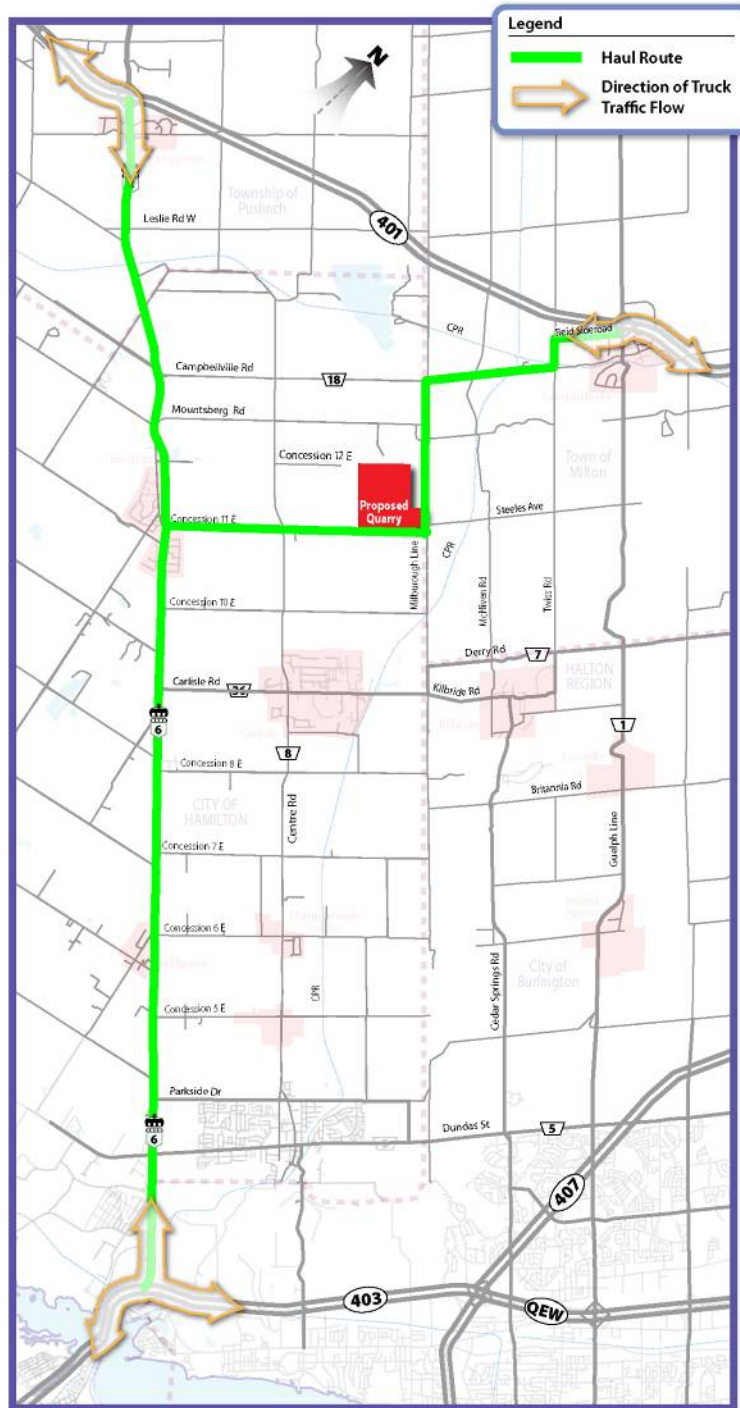 Legend
Haul Route
Direction of Truck
Traffic Flow
N
Township of
Puslinch
Leslie Rd W
401
CPR
Reid Sideroad
Campbellville Rd
18
Mountsberg Rd
Town of
Milton
Concession 12 E
Proposed
Quarry
Steeles Ave
Concession 11 E
Milburough Line
CPR
McNiven Rd
Twiss Rd
Concession 10 E
Derry Rd
7
HALTON
REGION
Carlisle Rd
Kilbride Rd
6
8
1
Concession 8 E
CITY OF
HAMILTON
Centre Rd
Britannia Rd
Guelph Line
Concession 7 E
Concession 6 E
Cedar Springs Rd
City of
Burlington
CPR
Concession 5 E
Parkside Dr
6
Dundas St
5
407
403
QEW